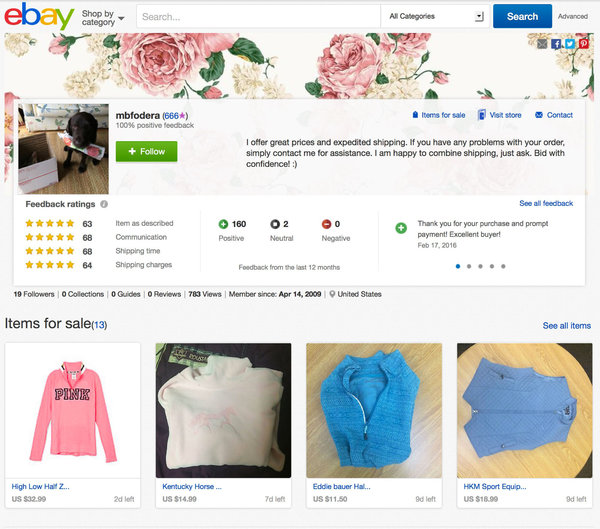 ebay
Shop by
category
Search...
All Categories
Search
Advanced
mbfodera (666)
100% positive feedback
Follow
Items for sale
Visit store
Contact
I offer great prices and expedited shipping. If you have any problems with your order,
simply contact me for assistance. I am happy to combine shipping, just ask. Bid with
confidence! :)
Feedback ratings
See all feedback
63 Item as described
68 Communication
68 Shipping time
64 Shipping charges
160 Positive
2 Neutral
0 Negative
Feedback from the last 12 months
Thank you for your purchase and prompt
payment! Excellent buyer!
Feb 17, 2016
19 Followers | 0 Collections | 0 Guides | 0 Reviews | 783 Views | Member since: Apr 14, 2009 | United States
Items for sale(13)
See all items
PINK
High Low Half Z...
US $32.99 2d left
Kentucky Horse ...
US $14.99 7d left
Eddie bauer Hal...
US $11.50 9d left
HKM Sport Equip...
US $16.99 9d left